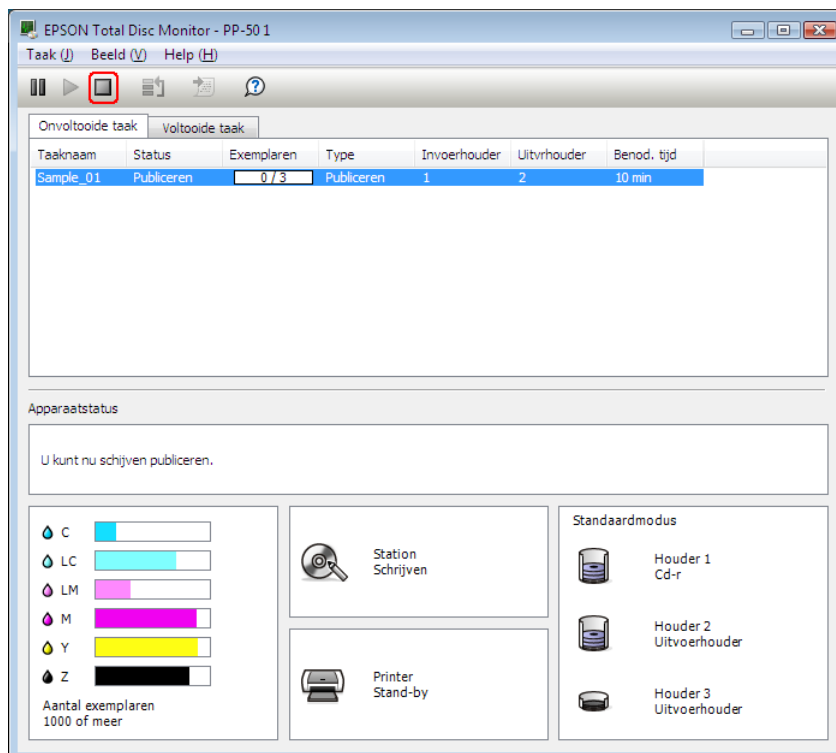 EPSON Total Disc Monitor - PP-50 1
Taak (J) Beeld (V) Help (H)
Onvoltooide taak Voltooide taak
Taaknaam Status Exemplaren Type Invoerhouder Uitvrhouder Benod. tijd
Sample_01 Publiceren 0 / 3 Publiceren 1 2 10 min
Apparaatstatus
U kunt nu schijven publiceren.
C
LC
LM
M
Y
Z
Aantal exemplaren
1000 of meer
Station
Schrijven
Printer
Stand-by
Standaardmodus
Houder 1
Cd-r
Houder 2
Uitvoerhouder
Houder 3
Uitvoerhouder